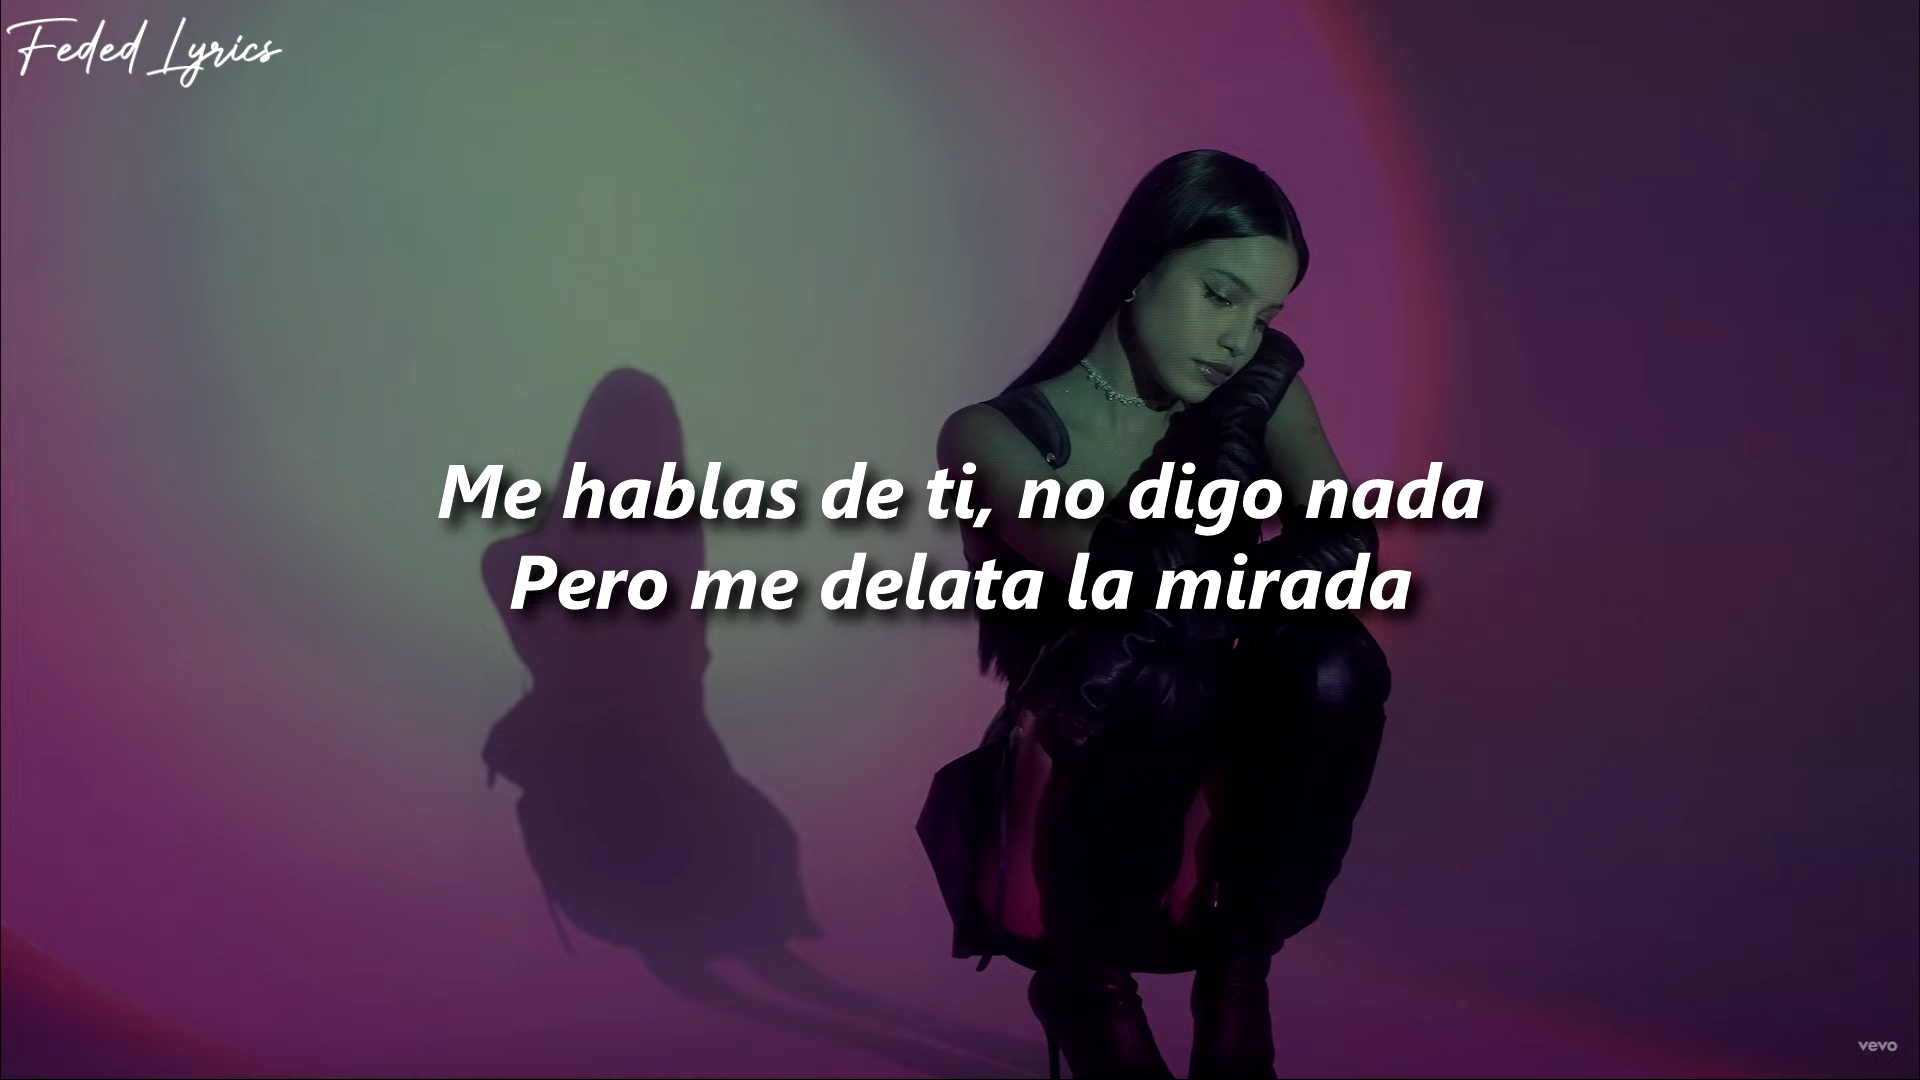 Feded Lyrics
Me hablas de ti, no digo nada
Pero me delata la mirada
vevo